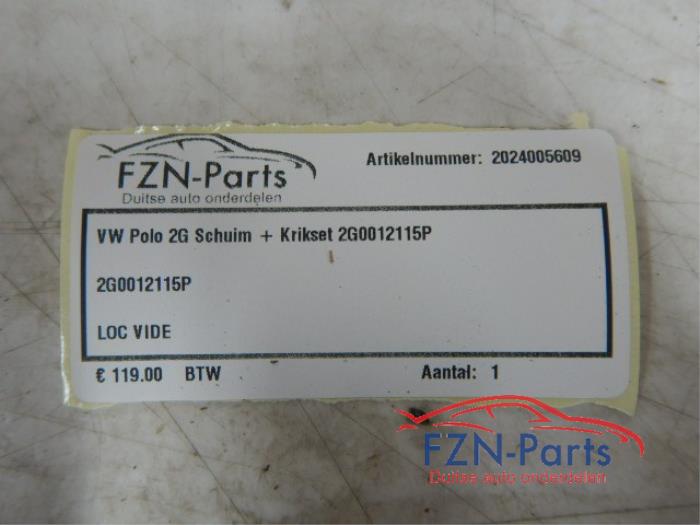 FZN-Parts
Duitse auto onderdelen
Artikelnummer: 2024005609
VW Polo 2G Schuim + Krikset 2G0012115P
2G0012115P
LOC VIDE
€ 119.00 BTW
Aantal: 1
FZN-Parts
Duitse auto onderdelen